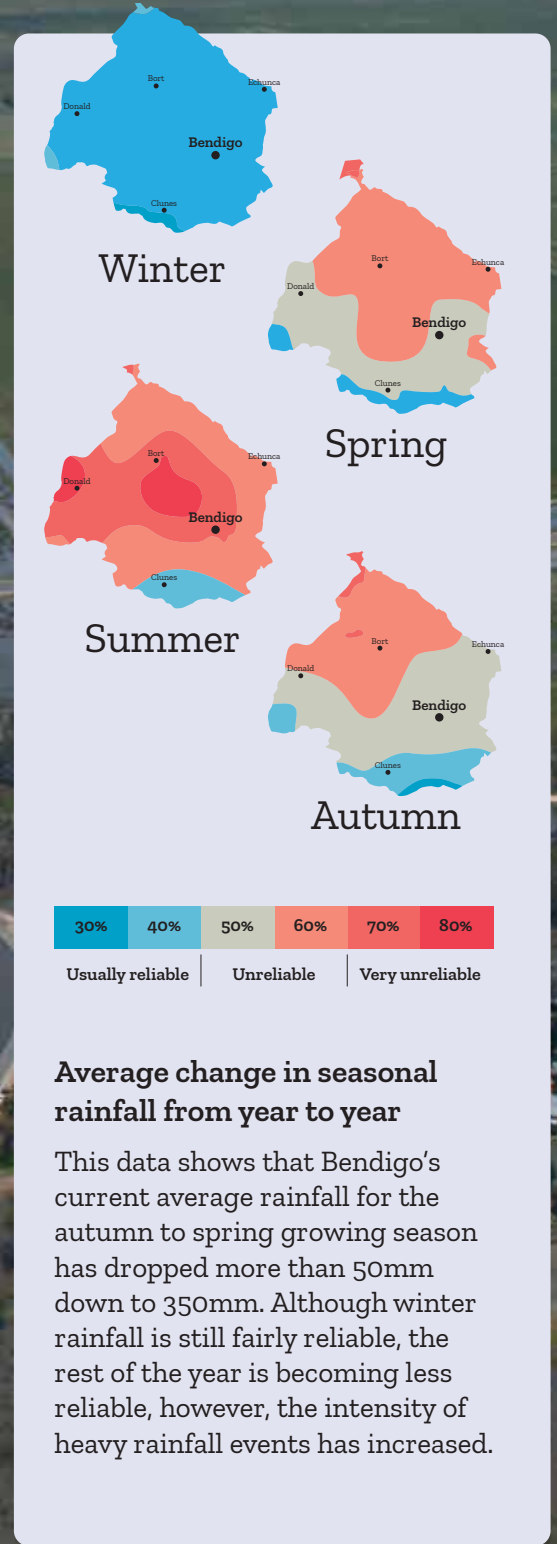 Bort
Echunca
Donald
Bendigo
Clunes
Winter
Bort
Echunca
Donald
Bendigo
Clunes
Spring
Bort
Echunca
Donald
Bendigo
Clunes
Summer
Bort
Echunca
Donald
Bendigo
Clunes
Autumn
30% 40% 50% 60% 70% 80%
Usually reliable Unreliable Very unreliable
Average change in seasonal
rainfall from year to year
This data shows that Bendigo's
current average rainfall for the
autumn to spring growing season
has dropped more than 50mm
down to 350mm. Although winter
rainfall is still fairly reliable, the
rest of the year is becoming less
reliable, however, the intensity of
heavy rainfall events has increased.